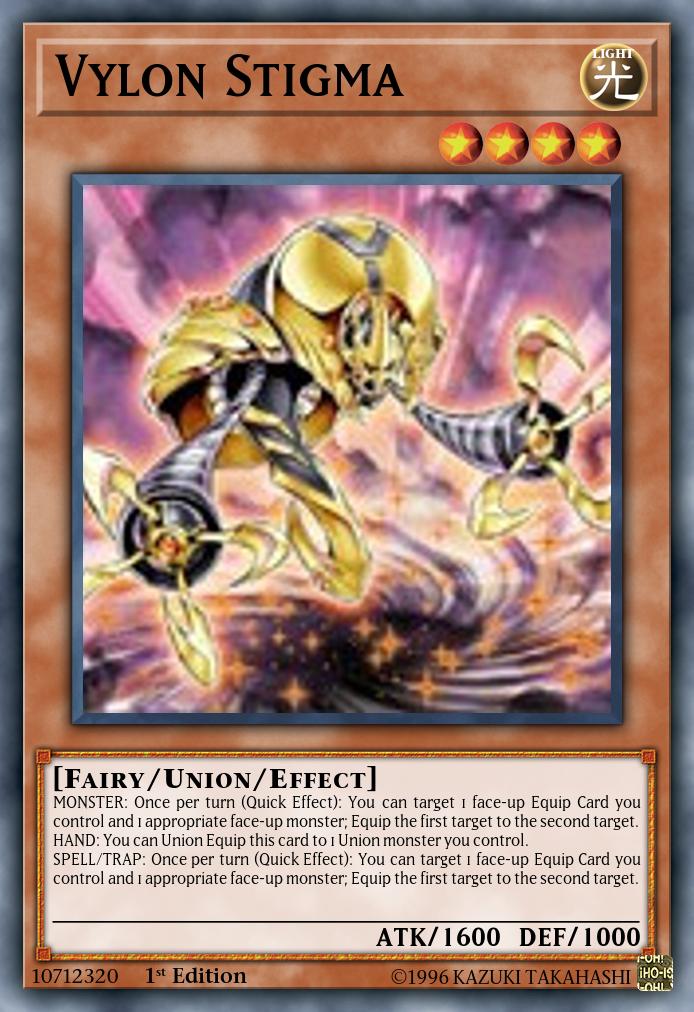 Vylon Stigma
LIGHT
光
[Fairy/Union/Effect]
MONSTER: Once per turn (Quick Effect): You can target 1 face-up Equip Card you
control and 1 appropriate face-up monster; Equip the first target to the second target.
HAND: You can Union Equip this card to 1 Union monster you control.
SPELL/TRAP: Once per turn (Quick Effect): You can target 1 face-up Equip Card you
control and 1 appropriate face-up monster; Equip the first target to the second target.
ATK/1600 DEF/1000
10712320 1st Edition ©1996 KAZUKI TAKAHASHI